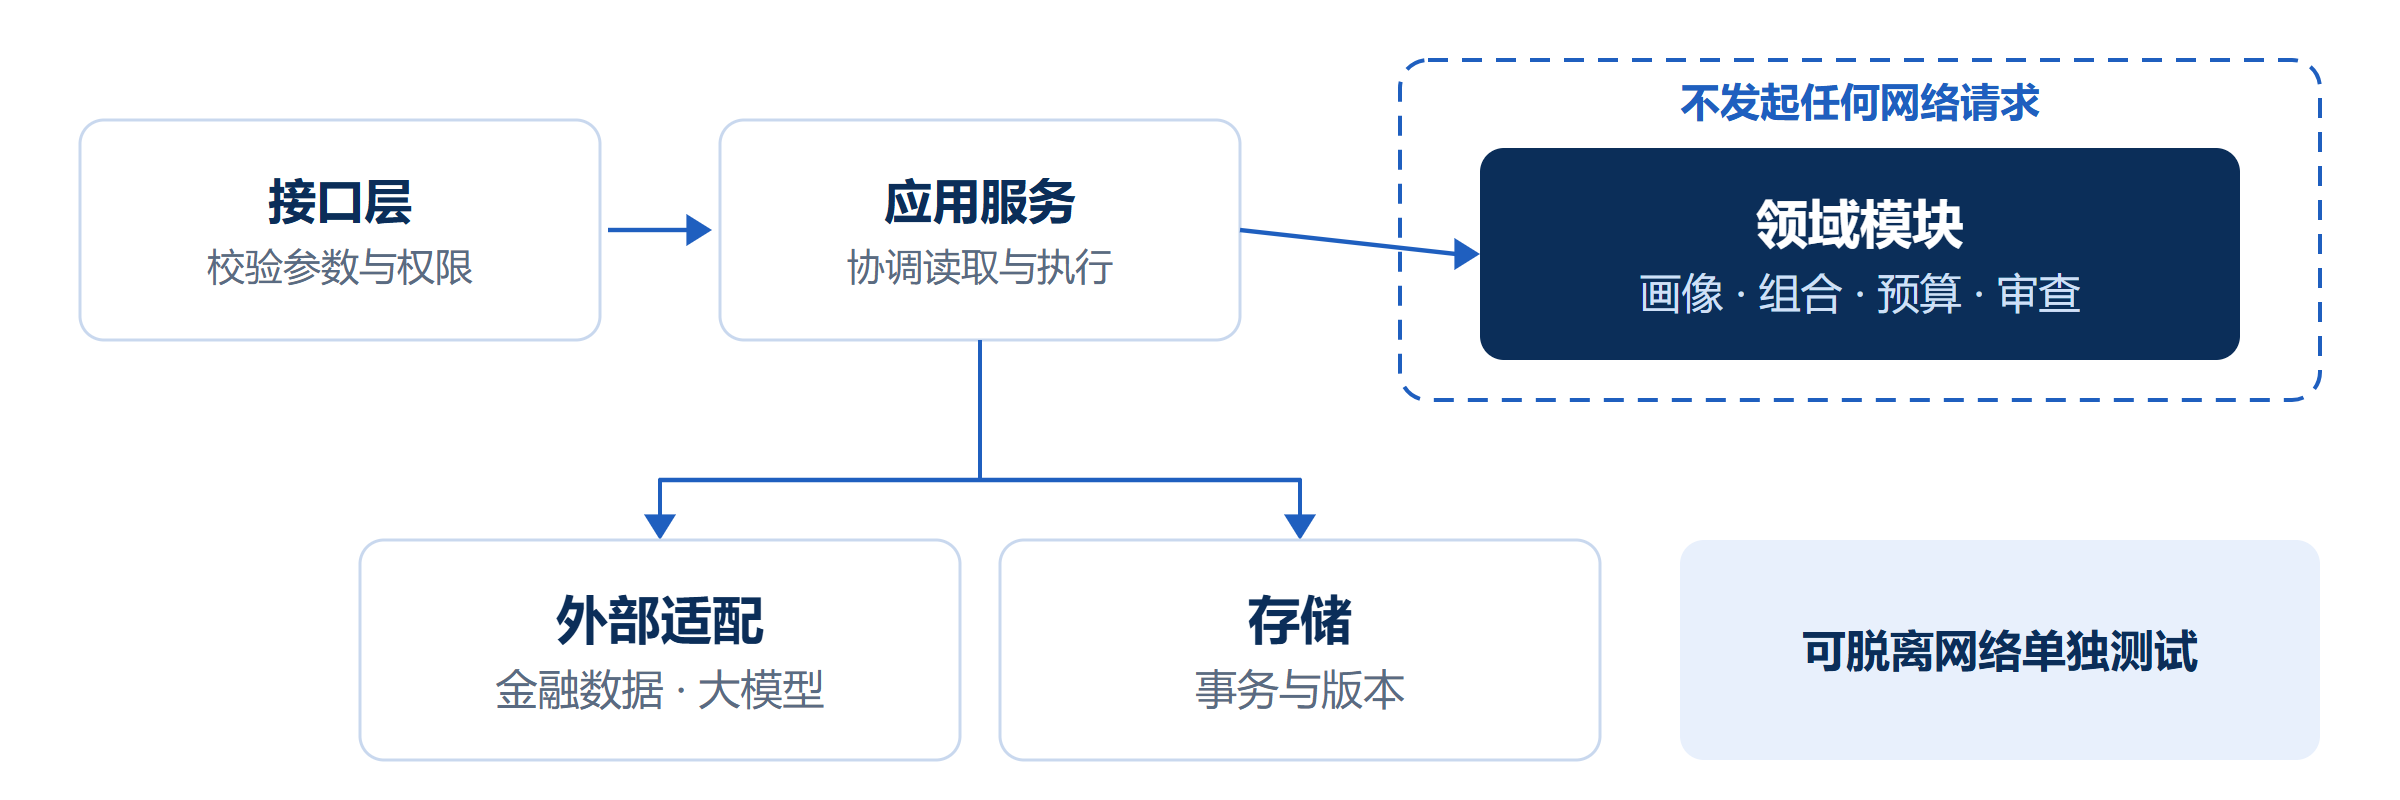 不发起任何网络请求
接口层
校验参数与权限
应用服务
协调读取与执行
领域模块
画像 · 组合 · 预算 · 审查
外部适配
金融数据 · 大模型
存储
事务与版本
可脱离网络单独测试